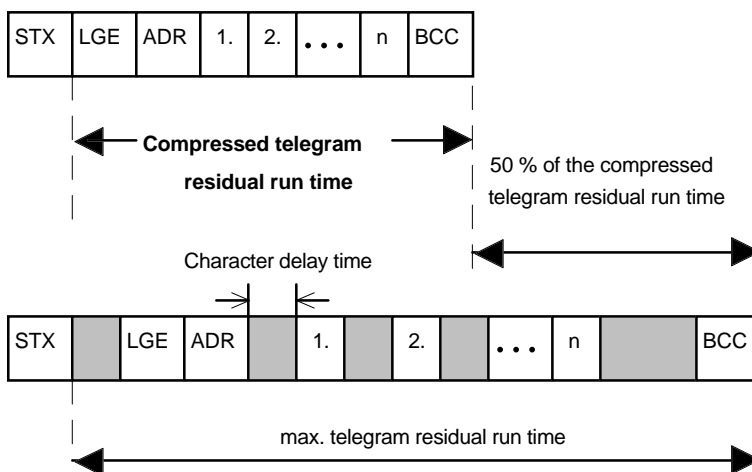 STX LGE ADR 1. 2. ... n BCC
Compressed telegram
residual run time
50 % of the compressed
telegram residual run time
Character delay time
STX LGE ADR 1. 2. ... n BCC
max. telegram residual run time